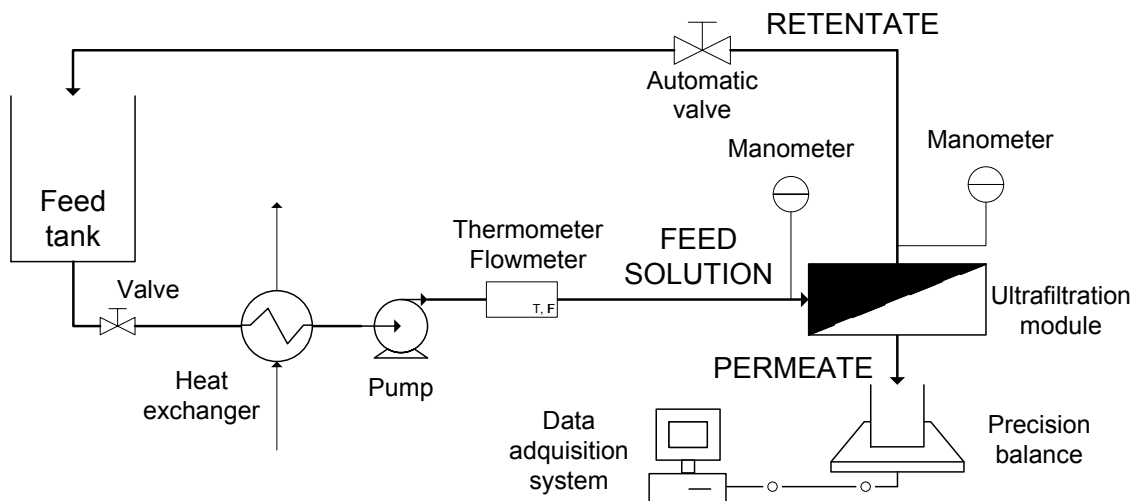 RETENTATE
Automatic
valve
Manometer
Manometer
Feed
tank
Thermometer
Flowmeter
FEED
SOLUTION
Valve
T, F
Ultrafiltration
module
Heat
exchanger
Pump
PERMEATE
Data
adquisition
system
Precision
balance